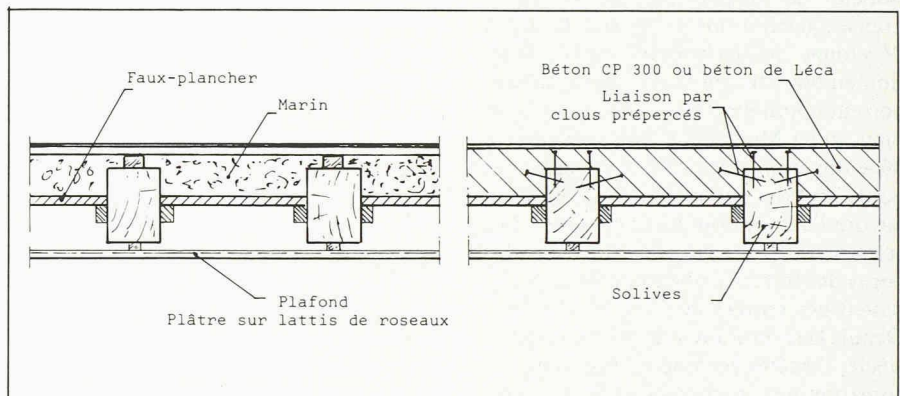 Faux-plancher
Marin
Plafond
Plâtre sur lattis de roseaux
Béton CP 300 ou béton de Léca
Liaison par
clous prépercés
Solives